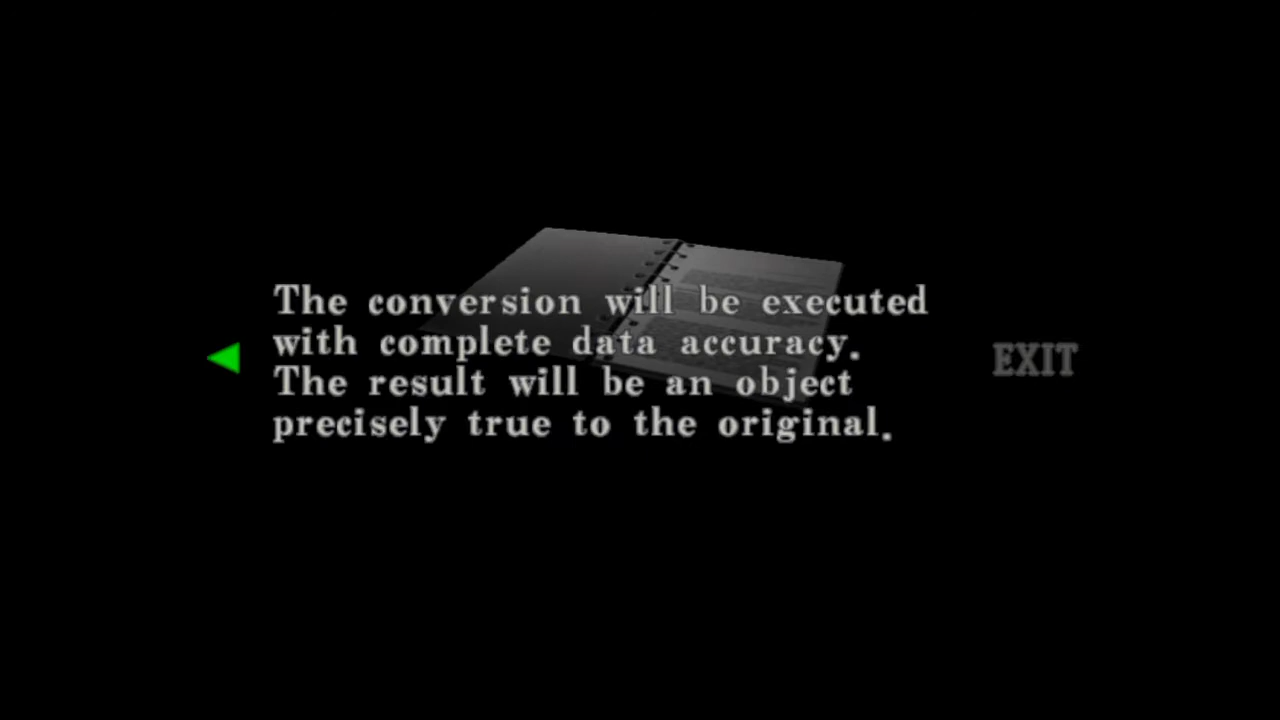 The conversion will be executed
with complete data accuracy.
The result will be an object
precisely true to the original.
EXIT